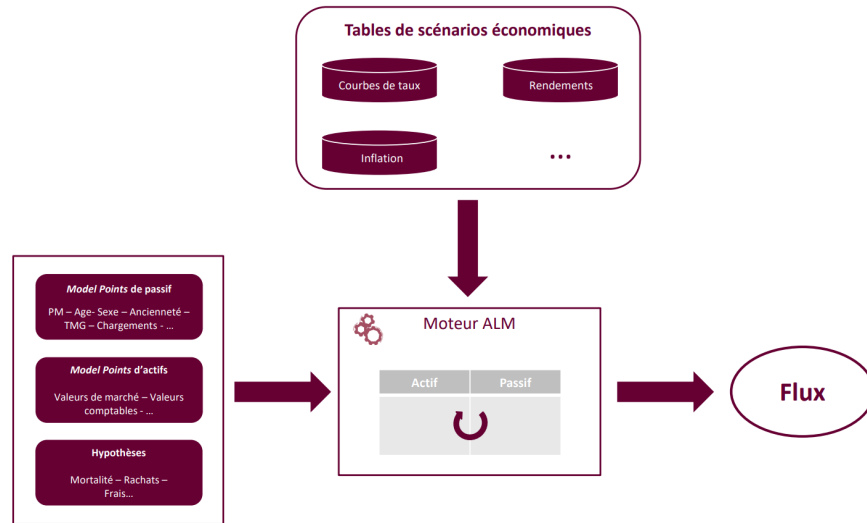 Tables de scénarios économiques
Courbes de taux
Rendements
Inflation
...
Model Points de passif
PM – Age- Sexe – Ancienneté –
TMG – Chargements - ...
Model Points d'actifs
Valeurs de marché – Valeurs
comptables - ...
Hypothèses
Mortalité – Rachats –
Frais...
Moteur ALM
Actif
Passif
Flux